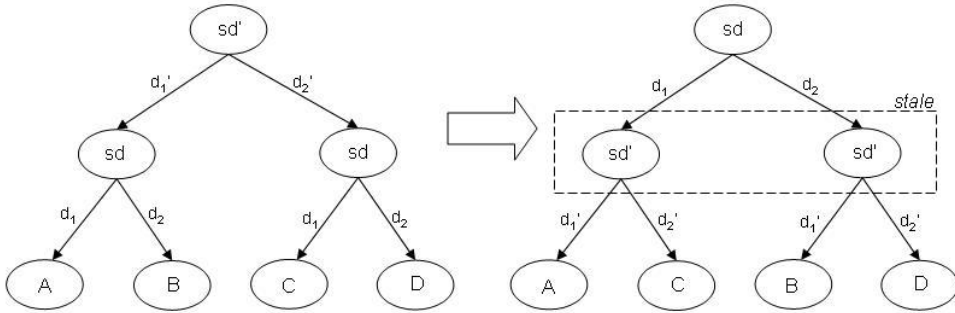 sd' sd
d₁' d₂' d₁ d₂
stale
sd sd sd' sd'
d₁ d₂ d₁ d₂ d₁' d₂' d₁' d₂'
A B C D A C B D